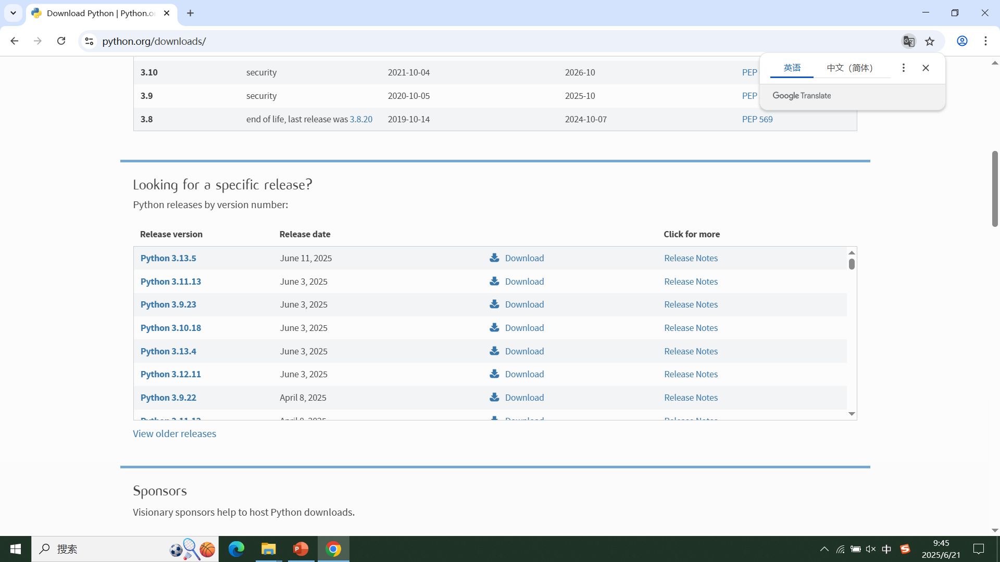 Download Python | Python.o
python.org/downloads/
英语 中文（简体）
Google Translate
3.10 security 2021-10-04 2026-10 PEP
3.9 security 2020-10-05 2025-10 PEP
3.8 end of life, last release was 3.8.20 2019-10-14 2024-10-07 PEP 569
Looking for a specific release?
Python releases by version number:
Release version Release date Click for more
Python 3.13.5 June 11, 2025 Download Release Notes
Python 3.11.13 June 3, 2025 Download Release Notes
Python 3.9.23 June 3, 2025 Download Release Notes
Python 3.10.18 June 3, 2025 Download Release Notes
Python 3.13.4 June 3, 2025 Download Release Notes
Python 3.12.11 June 3, 2025 Download Release Notes
Python 3.9.22 April 8, 2025 Download Release Notes
Python 3.11.12 April 8, 2025 Download Release Notes
View older releases
Sponsors
Visionary sponsors help to host Python downloads.
搜索
中
9:45
2025/6/21